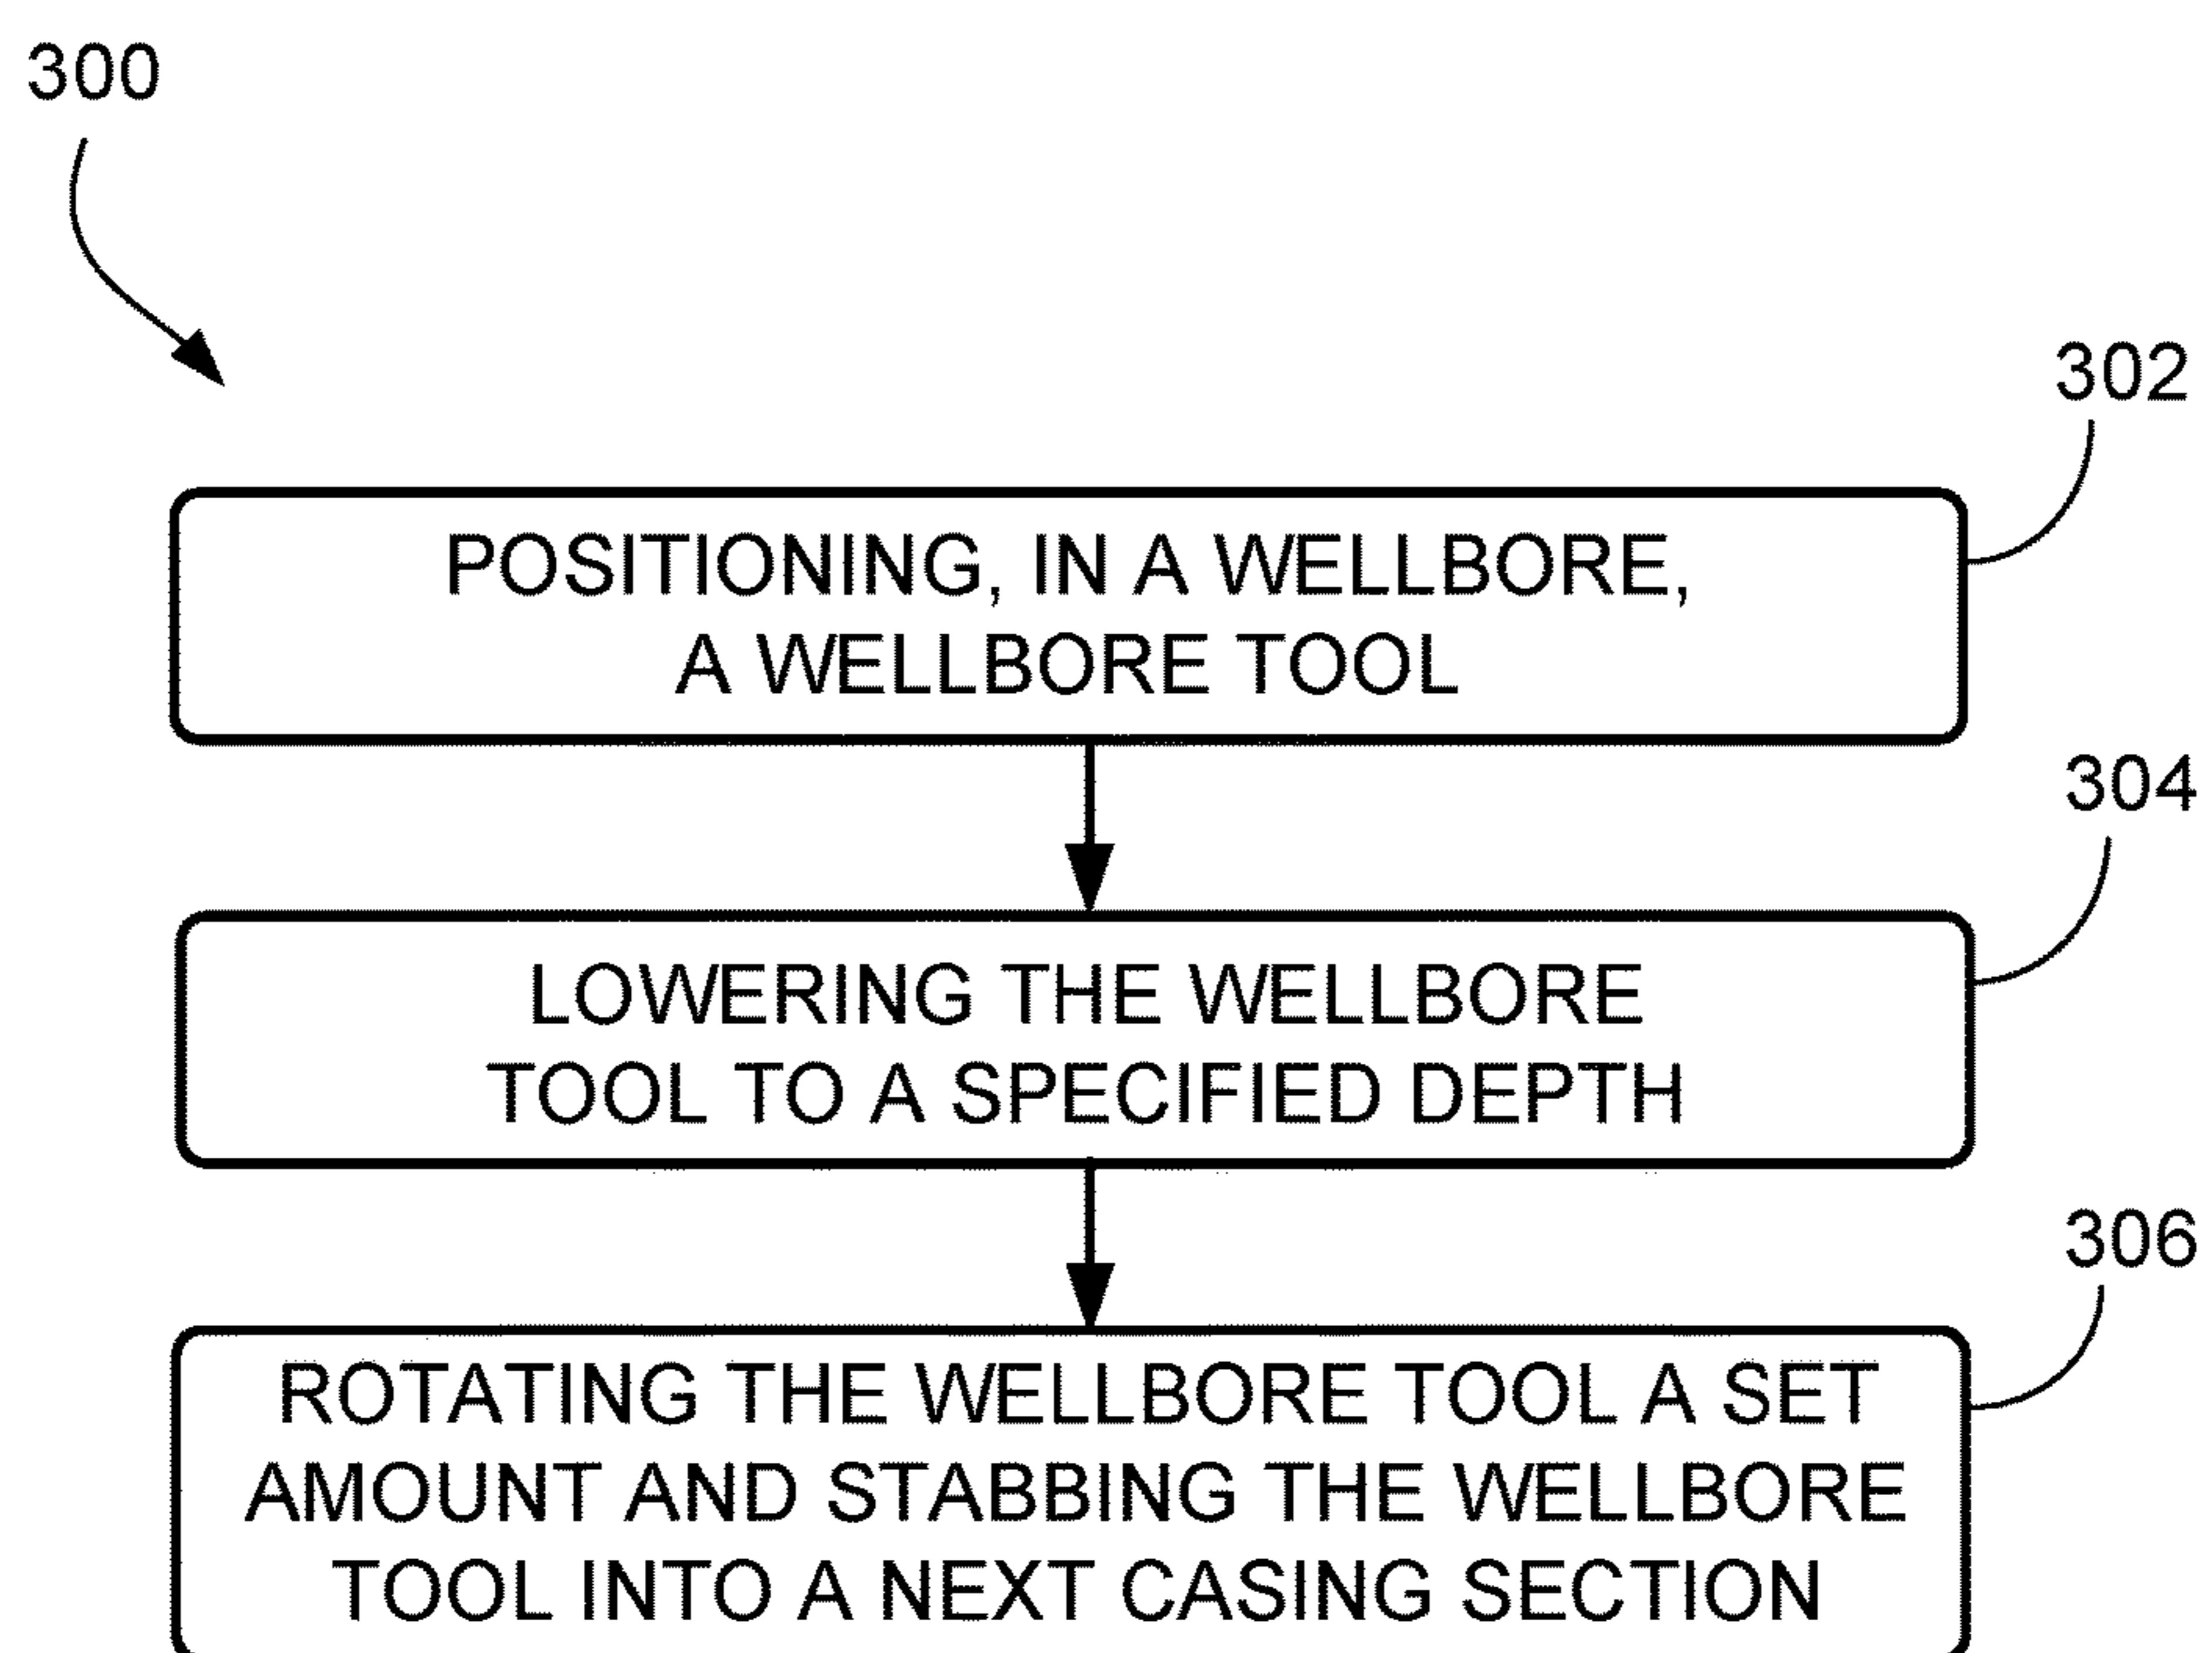 300
302
POSITIONING, IN A WELLBORE,
A WELLBORE TOOL
304
LOWERING THE WELLBORE
TOOL TO A SPECIFIED DEPTH
306
ROTATING THE WELLBORE TOOL A SET
AMOUNT AND STABBING THE WELLBORE
TOOL INTO A NEXT CASING SECTION